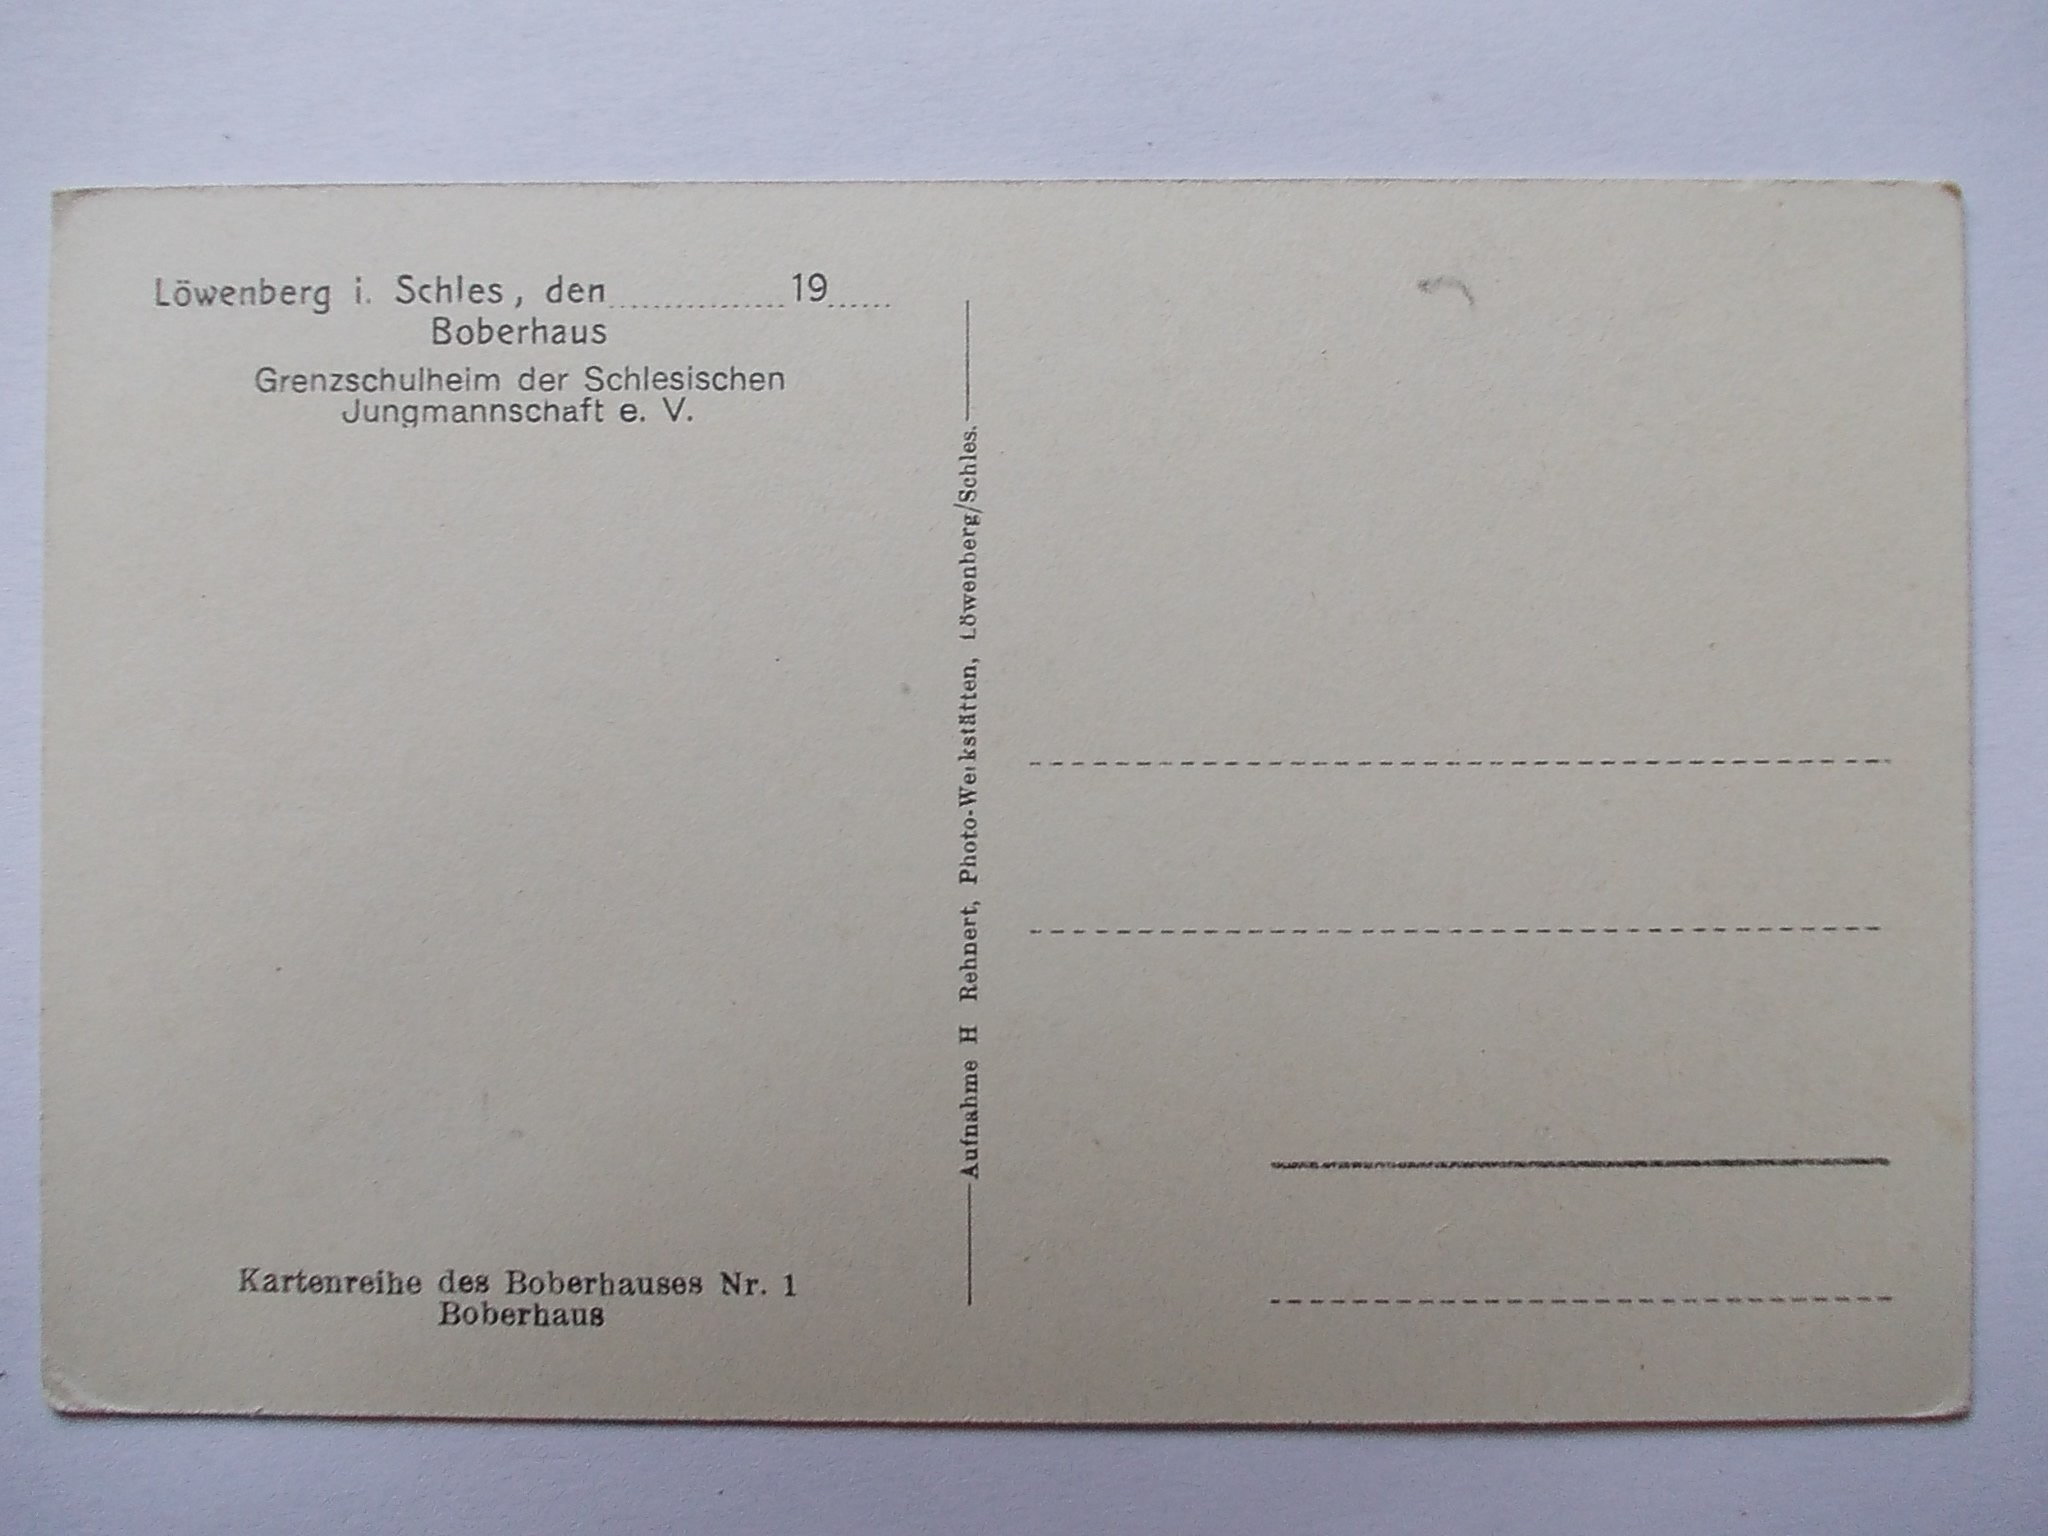 Löwenberg i. Schles, den ................ 19......
Boberhaus
Grenzschulheim der Schlesischen
Jungmannschaft e. V.
Aufnahme H Rehnert, Photo-Werkstätten, Löwenberg/Schles.
Kartenreihe des Boberhauses Nr. 1
Boberhaus